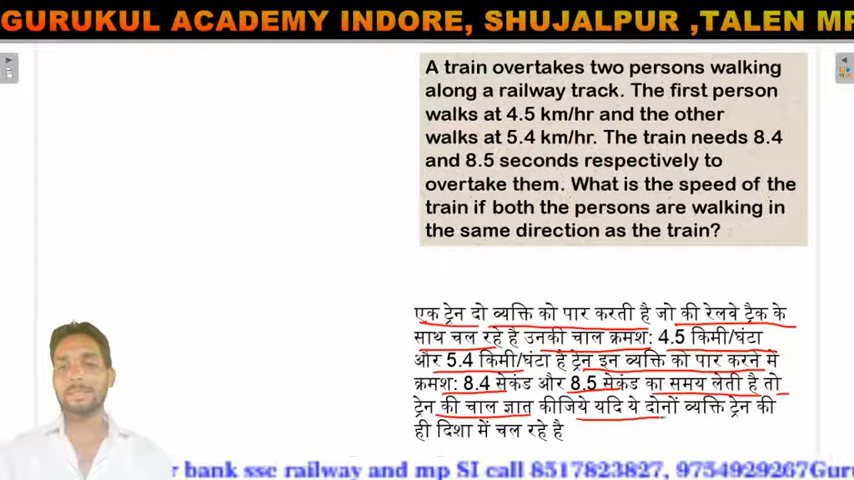 GURUKUL ACADEMY INDORE, SHUJALPUR ,TALEN MP
A train overtakes two persons walking
along a railway track. The first person
walks at 4.5 km/hr and the other
walks at 5.4 km/hr. The train needs 8.4
and 8.5 seconds respectively to
overtake them. What is the speed of the
train if both the persons are walking in
the same direction as the train?
एक ट्रेन दो व्यक्ति को पार करती है जो की रेलवे ट्रैक के
साथ चल रहे है उनकी चाल क्रमश: 4.5 किमी/घंटा
और 5.4 किमी/घंटा है ट्रेन इन व्यक्ति को पार करने में
क्रमश: 8.4 सेकंड और 8.5 सेकंड का समय लेती है तो
ट्रेन की चाल ज्ञात कीजिये यदि ये दोनों व्यक्ति ट्रेन की
ही दिशा में चल रहे है
r bank ssc railway and mp SI call 8517823827, 9754929267Guru